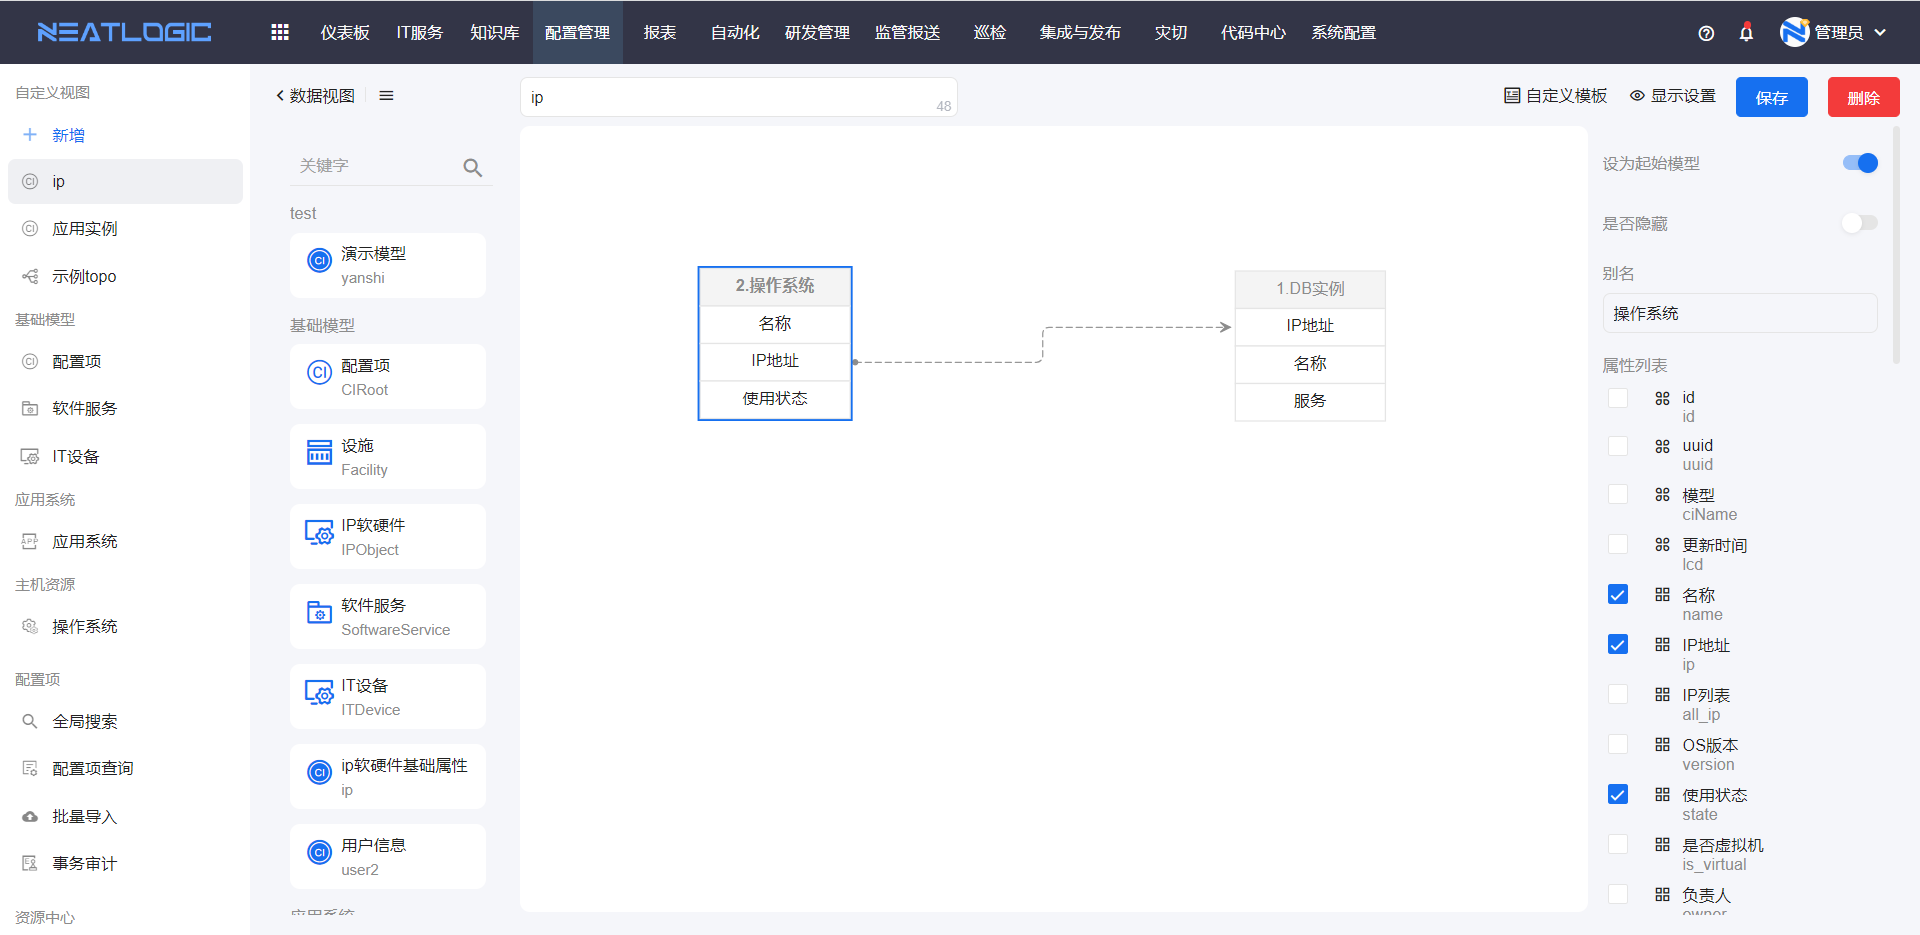 NEATLOGIC
仪表板 IT服务 知识库 配置管理 报表 自动化 研发管理 监管报送 巡检 集成与发布 灾切 代码中心 系统配置
管理员
自定义视图
新增
CI ip
CI 应用实例
示例topo
基础模型
CI 配置项
软件服务
IT设备
应用系统
APP 应用系统
主机资源
操作系统
配置项
全局搜索
配置项查询
批量导入
事务审计
资源中心
数据视图
ip
48
自定义模板
显示设置
保存
删除
关键字
test
CI 演示模型
yanshi
基础模型
CI 配置项
CIRoot
设施
Facility
IP软硬件
IPObject
软件服务
SoftwareService
IT设备
ITDevice
CI ip软硬件基础属性
ip
CI 用户信息
user2
应用系统
2.操作系统
名称
IP地址
使用状态
1.DB实例
IP地址
名称
服务
设为起始模型
是否隐藏
别名
操作系统
属性列表
id
id
uuid
uuid
模型
ciName
更新时间
lcd
名称
name
IP地址
ip
IP列表
all_ip
OS版本
version
使用状态
state
是否虚拟机
is_virtual
负责人
owner